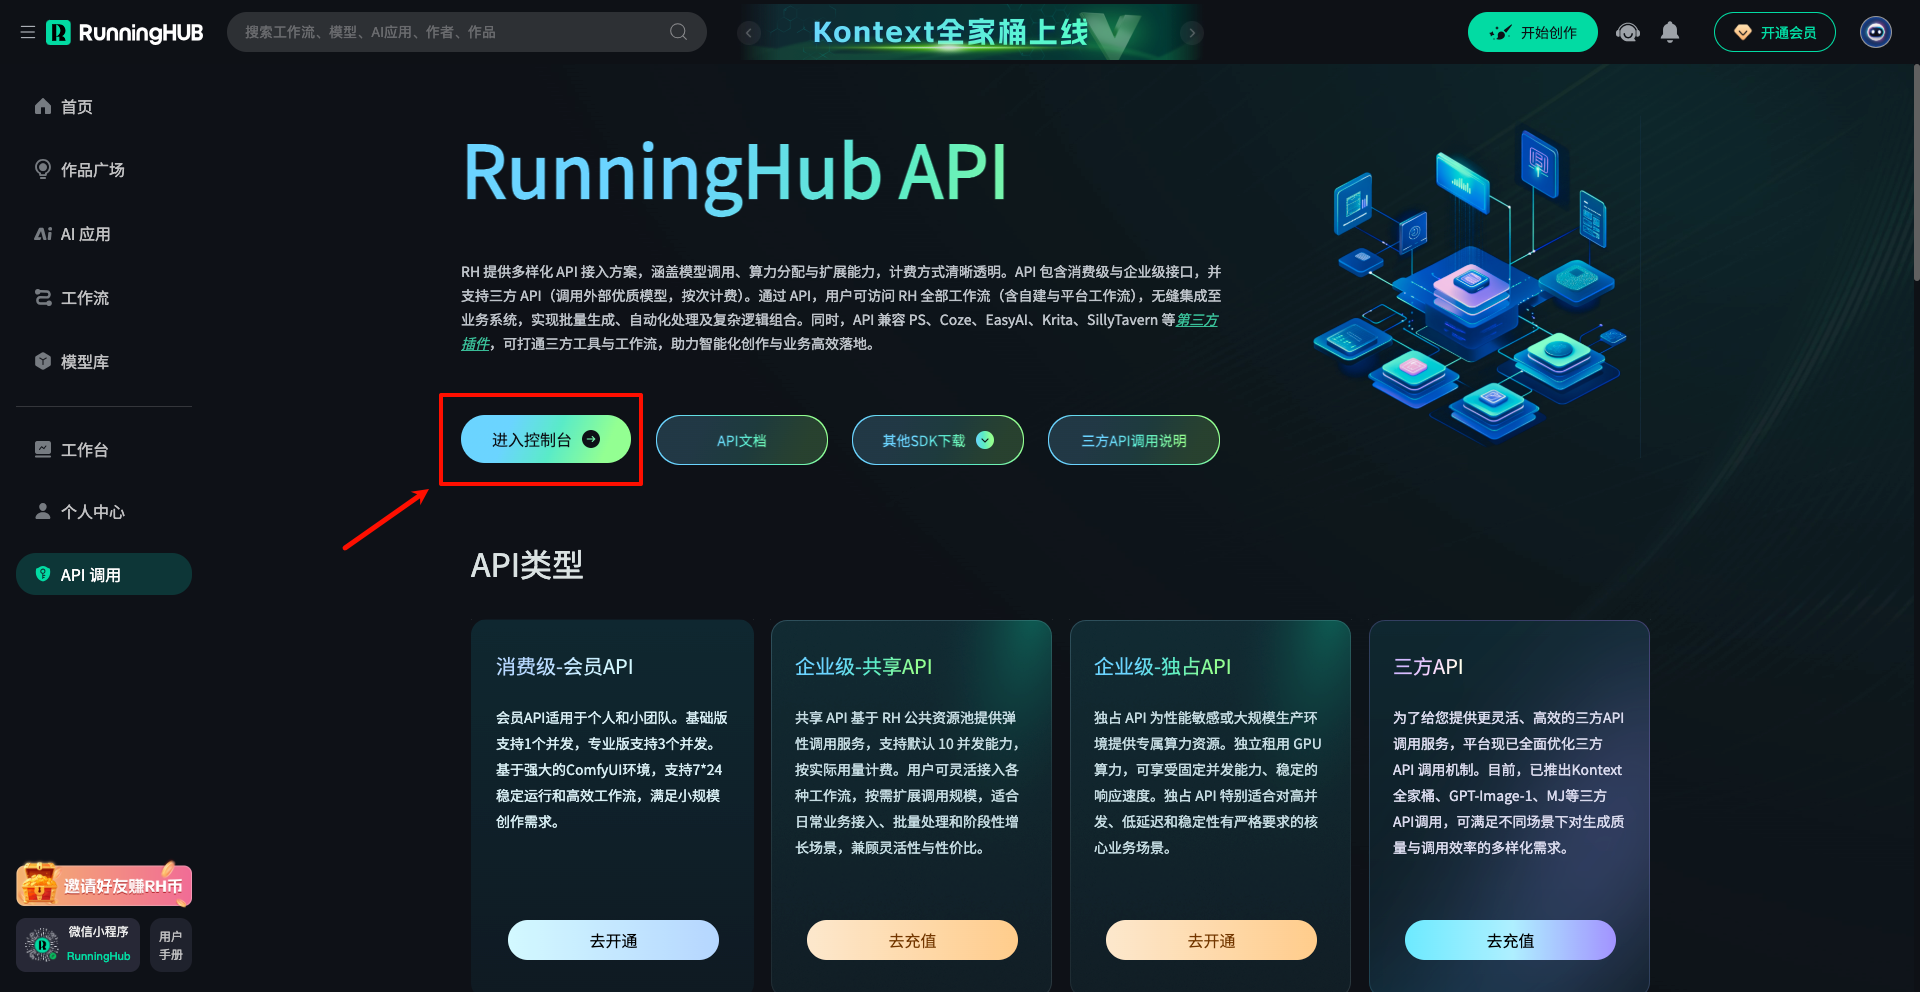 RunningHUB
搜索工作流、模型、AI应用、作者、作品
Kontext全家桶上线
开始创作
开通会员
首页
作品广场
AI 应用
工作流
模型库
工作台
个人中心
API 调用
邀请好友赚RH币
微信小程序
RunningHub
用户
手册
RunningHub API
RH 提供多样化 API 接入方案，涵盖模型调用、算力分配与扩展能力，计费方式清晰透明。API 包含消费级与企业级接口，并
支持三方 API（调用外部优质模型，按次计费）。通过 API，用户可访问 RH 全部工作流（含自建与平台工作流），无缝集成至
业务系统，实现批量生成、自动化处理及复杂逻辑组合。同时，API 兼容 PS、Coze、EasyAI、Krita、SillyTavern 等第三方
插件，可打通三方工具与工作流，助力智能化创作与业务高效落地。
进入控制台
API文档
其他SDK下载
三方API调用说明
API类型
消费级-会员API
会员API适用于个人和小团队。基础版
支持1个并发，专业版支持3个并发。
基于强大的ComfyUI环境，支持7*24
稳定运行和高效工作流，满足小规模
创作需求。
去开通
企业级-共享API
共享 API 基于 RH 公共资源池提供弹
性调用服务，支持默认 10 并发能力，
按实际用量计费。用户可灵活接入各
种工作流，按需扩展调用规模，适合
日常业务接入、批量处理和阶段性增
长场景，兼顾灵活性与性价比。
去充值
企业级-独占API
独占 API 为性能敏感或大规模生产环
境提供专属算力资源。独立租用 GPU
算力，可享受固定并发能力、稳定的
响应速度。独占 API 特别适合对高并
发、低延迟和稳定性有严格要求的核
心业务场景。
去开通
三方API
为了给您提供更灵活、高效的三方API
调用服务，平台现已全面优化三方
API 调用机制。目前，已推出Kontext
全家桶、GPT-Image-1、MJ等三方
API调用，可满足不同场景下对生成质
量与调用效率的多样化需求。
去充值